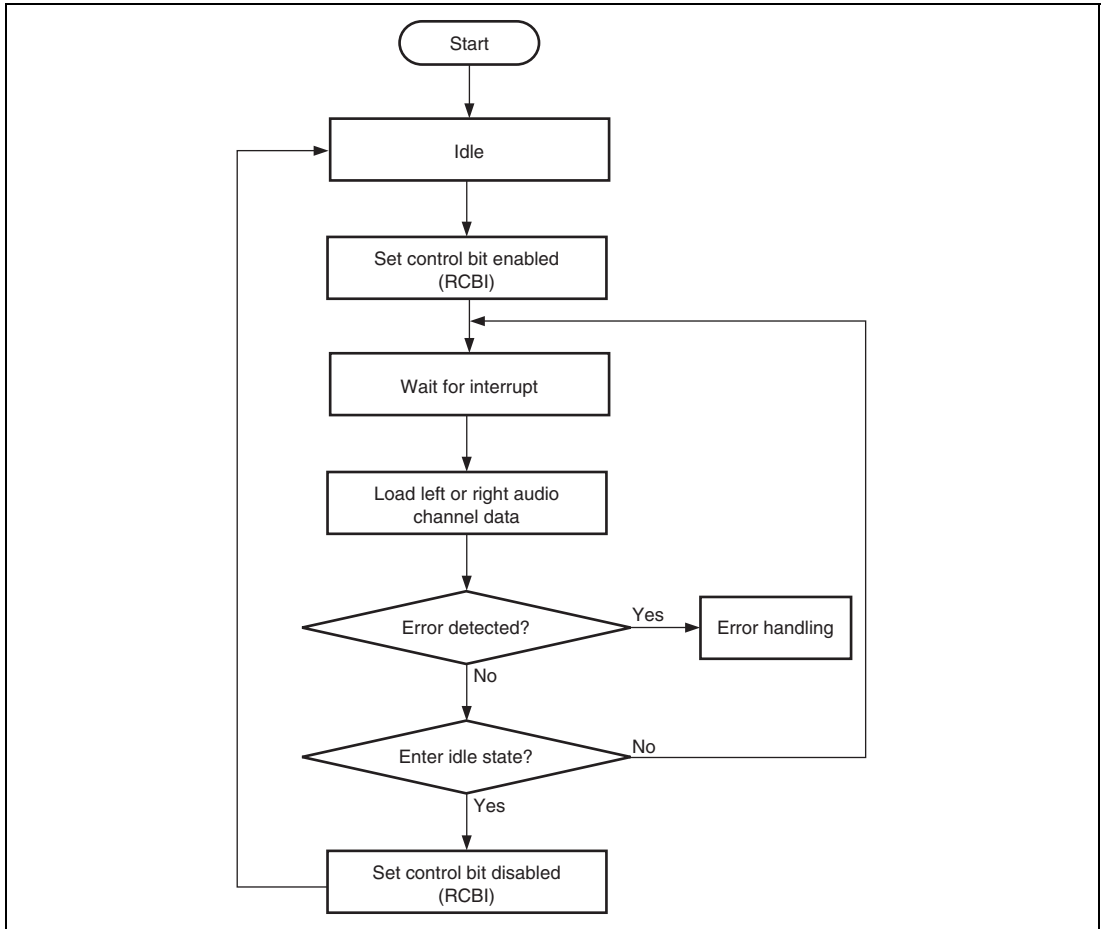 Start
Idle
Set control bit enabled
(RCBI)
Wait for interrupt
Load left or right audio
channel data
Error detected?
Yes
Error handling
No
Enter idle state?
No
Yes
Set control bit disabled
(RCBI)